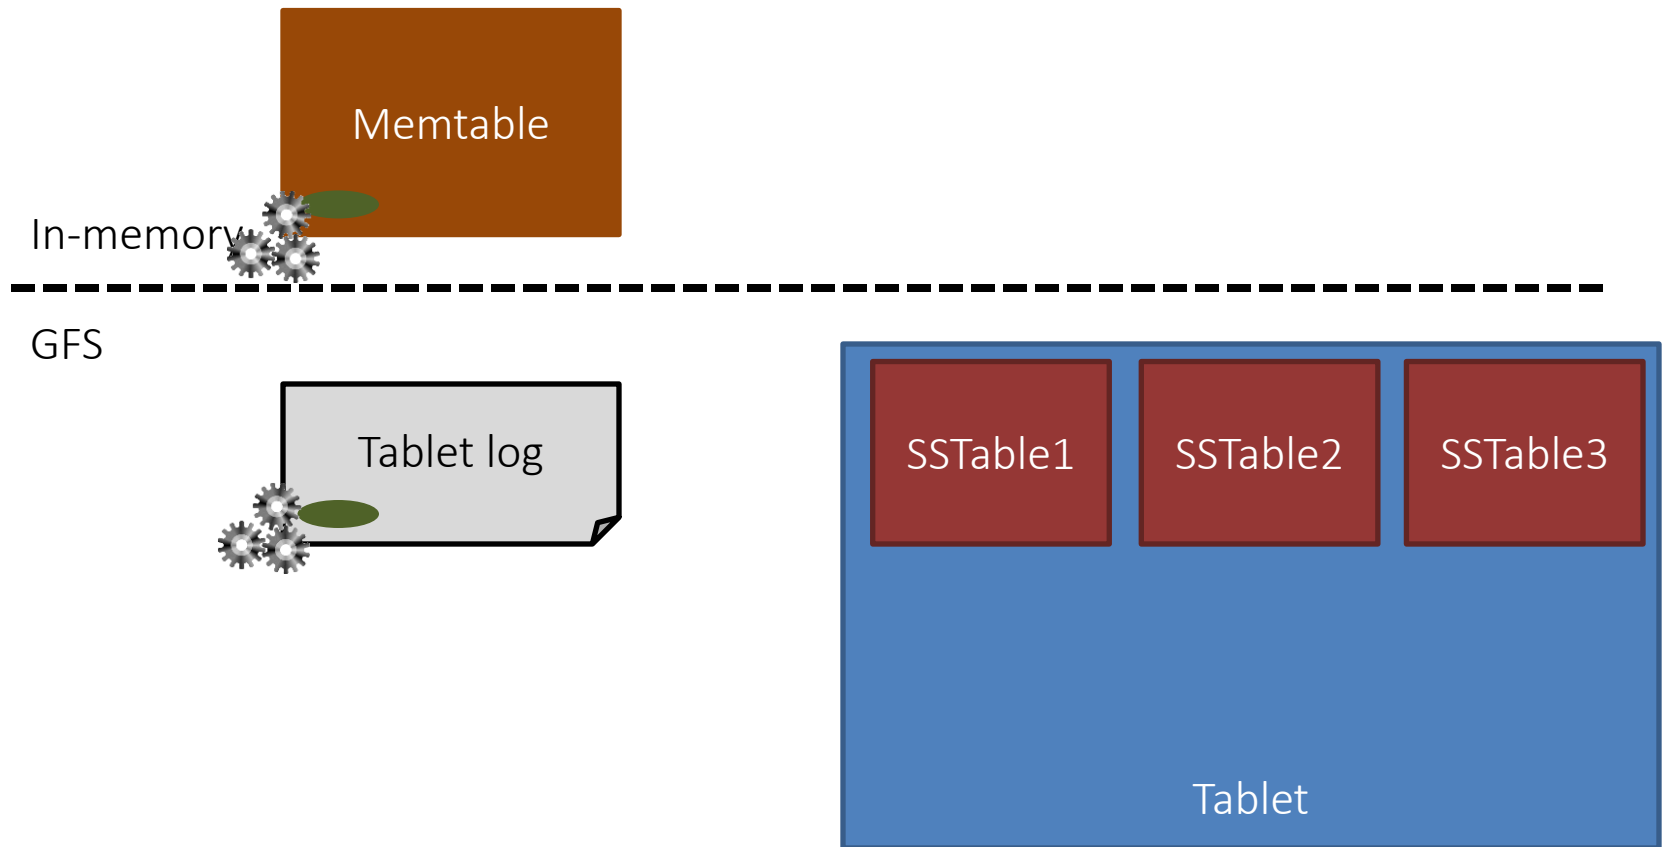 Memtable
In-memory
GFS
Tablet log
SSTable1
SSTable2
SSTable3
Tablet